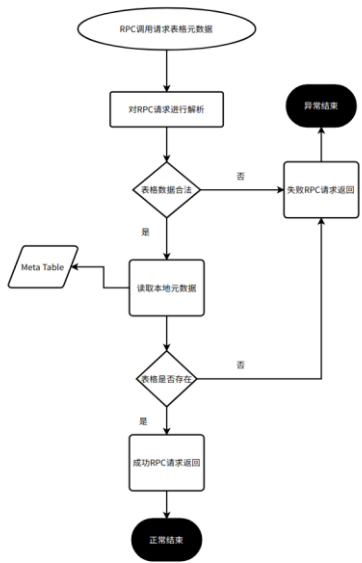 RPC调用请求表格元数据
对RPC请求进行解析
异常结束
表格数据合法
否
失败RPC请求返回
是
Meta Table
读取本地元数据
表格是否存在
否
是
成功RPC请求返回
正常结束